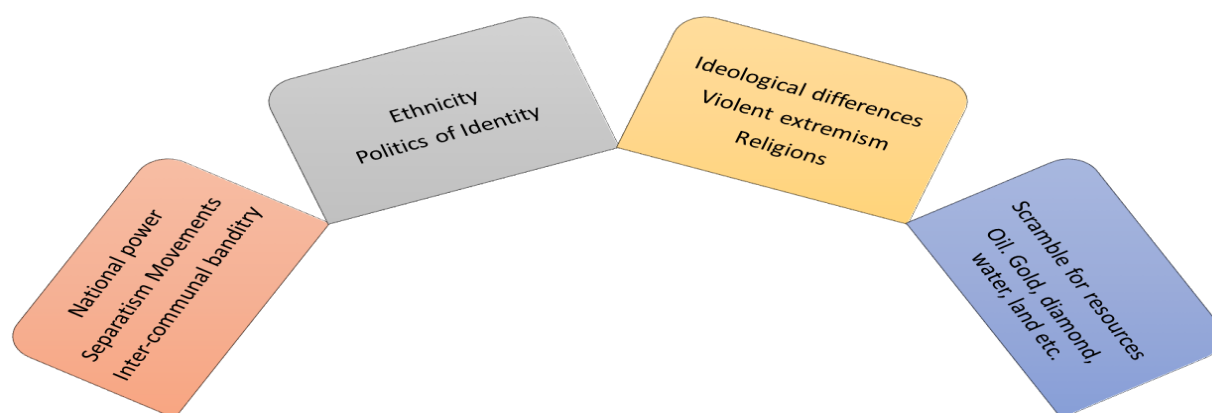 National power
Separatism Movements
Inter-communal banditry
Ethnicity
Politics of Identity
Ideological differences
Violent extremism
Religions
Scramble for resources
Oil. Gold, diamond,
water, land etc.